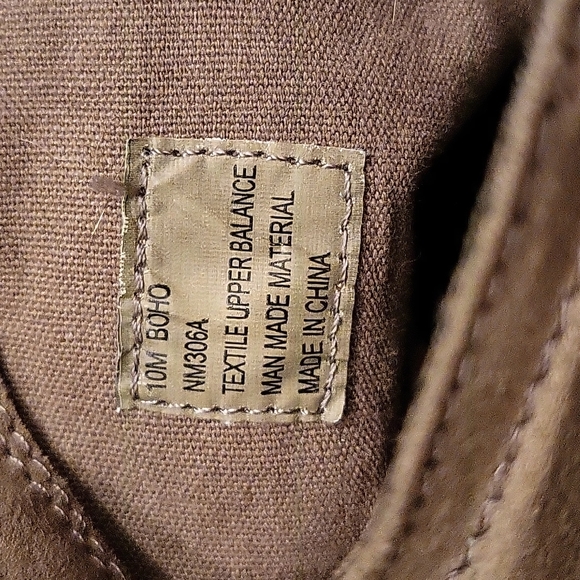 10M BOHO
NM306A
TEXTILE UPPER BALANCE
MAN MADE MATERIAL
MADE IN CHINA